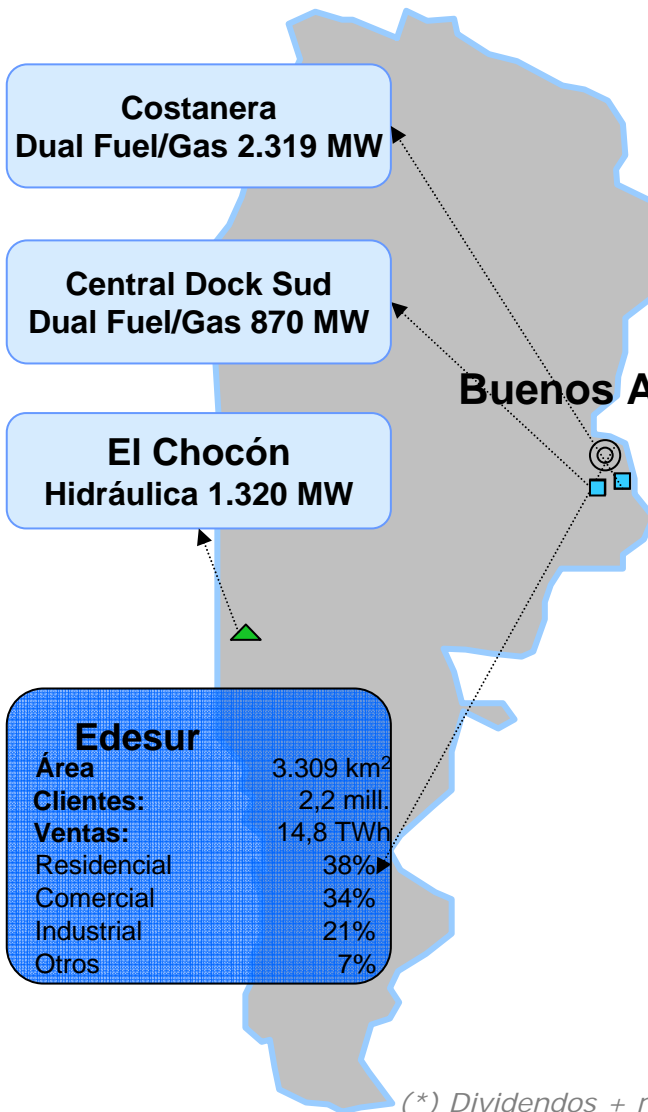 Costanera
Dual Fuel/Gas 2.319 MW
Central Dock Sud
Dual Fuel/Gas 870 MW
Buenos A
El Chocón
Hidráulica 1.320 MW
Edesur
Área 3.309 km²
Clientes: 2,2 mill.
Ventas: 14,8 TWh
Residencial 38%
Comercial 34%
Industrial 21%
Otros 7%
(*) Dividendos + r